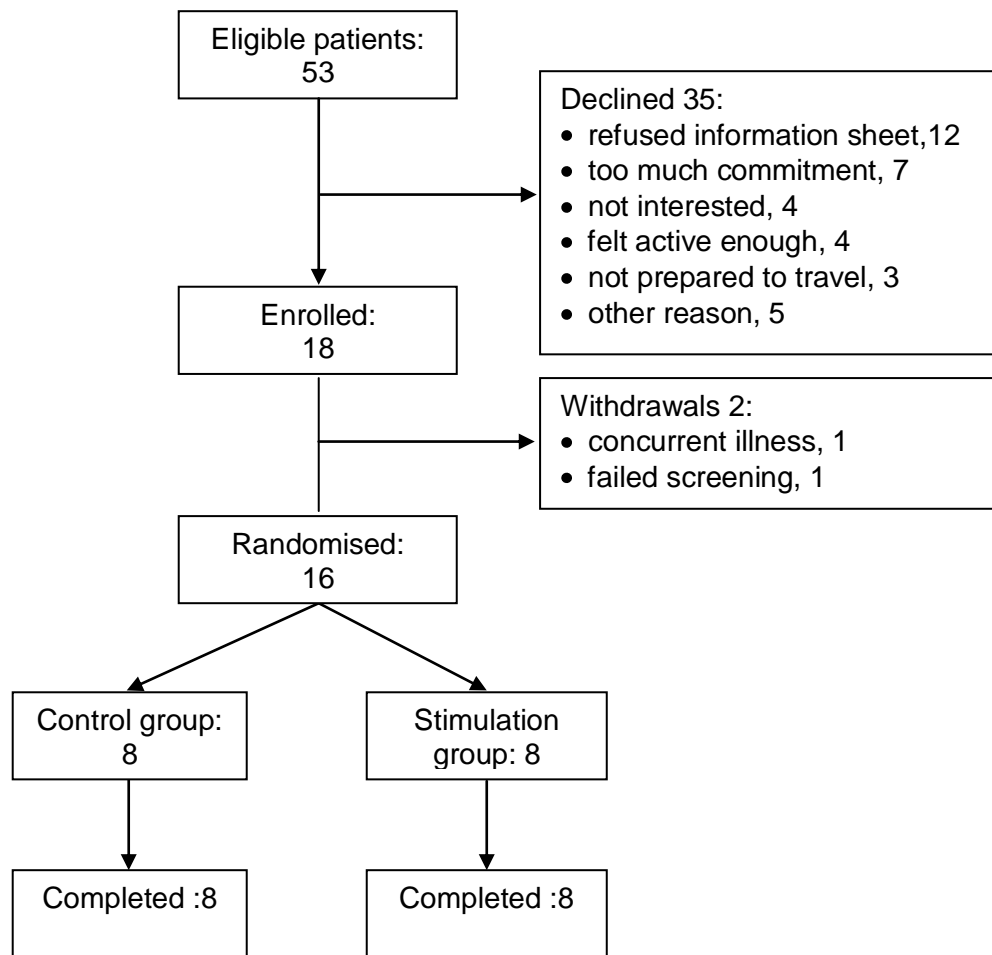 Eligible patients:
53
Declined 35:
• refused information sheet,12
• too much commitment, 7
• not interested, 4
• felt active enough, 4
• not prepared to travel, 3
• other reason, 5
Enrolled:
18
Withdrawals 2:
• concurrent illness, 1
• failed screening, 1
Randomised:
16
Control group:
8
Stimulation
group: 8
Completed :8
Completed :8